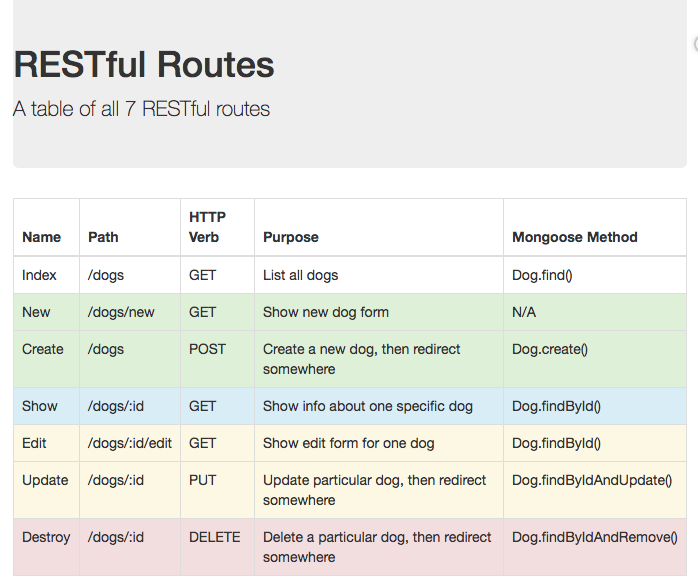 RESTful Routes
A table of all 7 RESTful routes
Name Path HTTP Verb Purpose Mongoose Method
Index /dogs GET List all dogs Dog.find()
New /dogs/new GET Show new dog form N/A
Create /dogs POST Create a new dog, then redirect somewhere Dog.create()
Show /dogs/:id GET Show info about one specific dog Dog.findById()
Edit /dogs/:id/edit GET Show edit form for one dog Dog.findById()
Update /dogs/:id PUT Update particular dog, then redirect somewhere Dog.findByIdAndUpdate()
Destroy /dogs/:id DELETE Delete a particular dog, then redirect somewhere Dog.findByIdAndRemove()